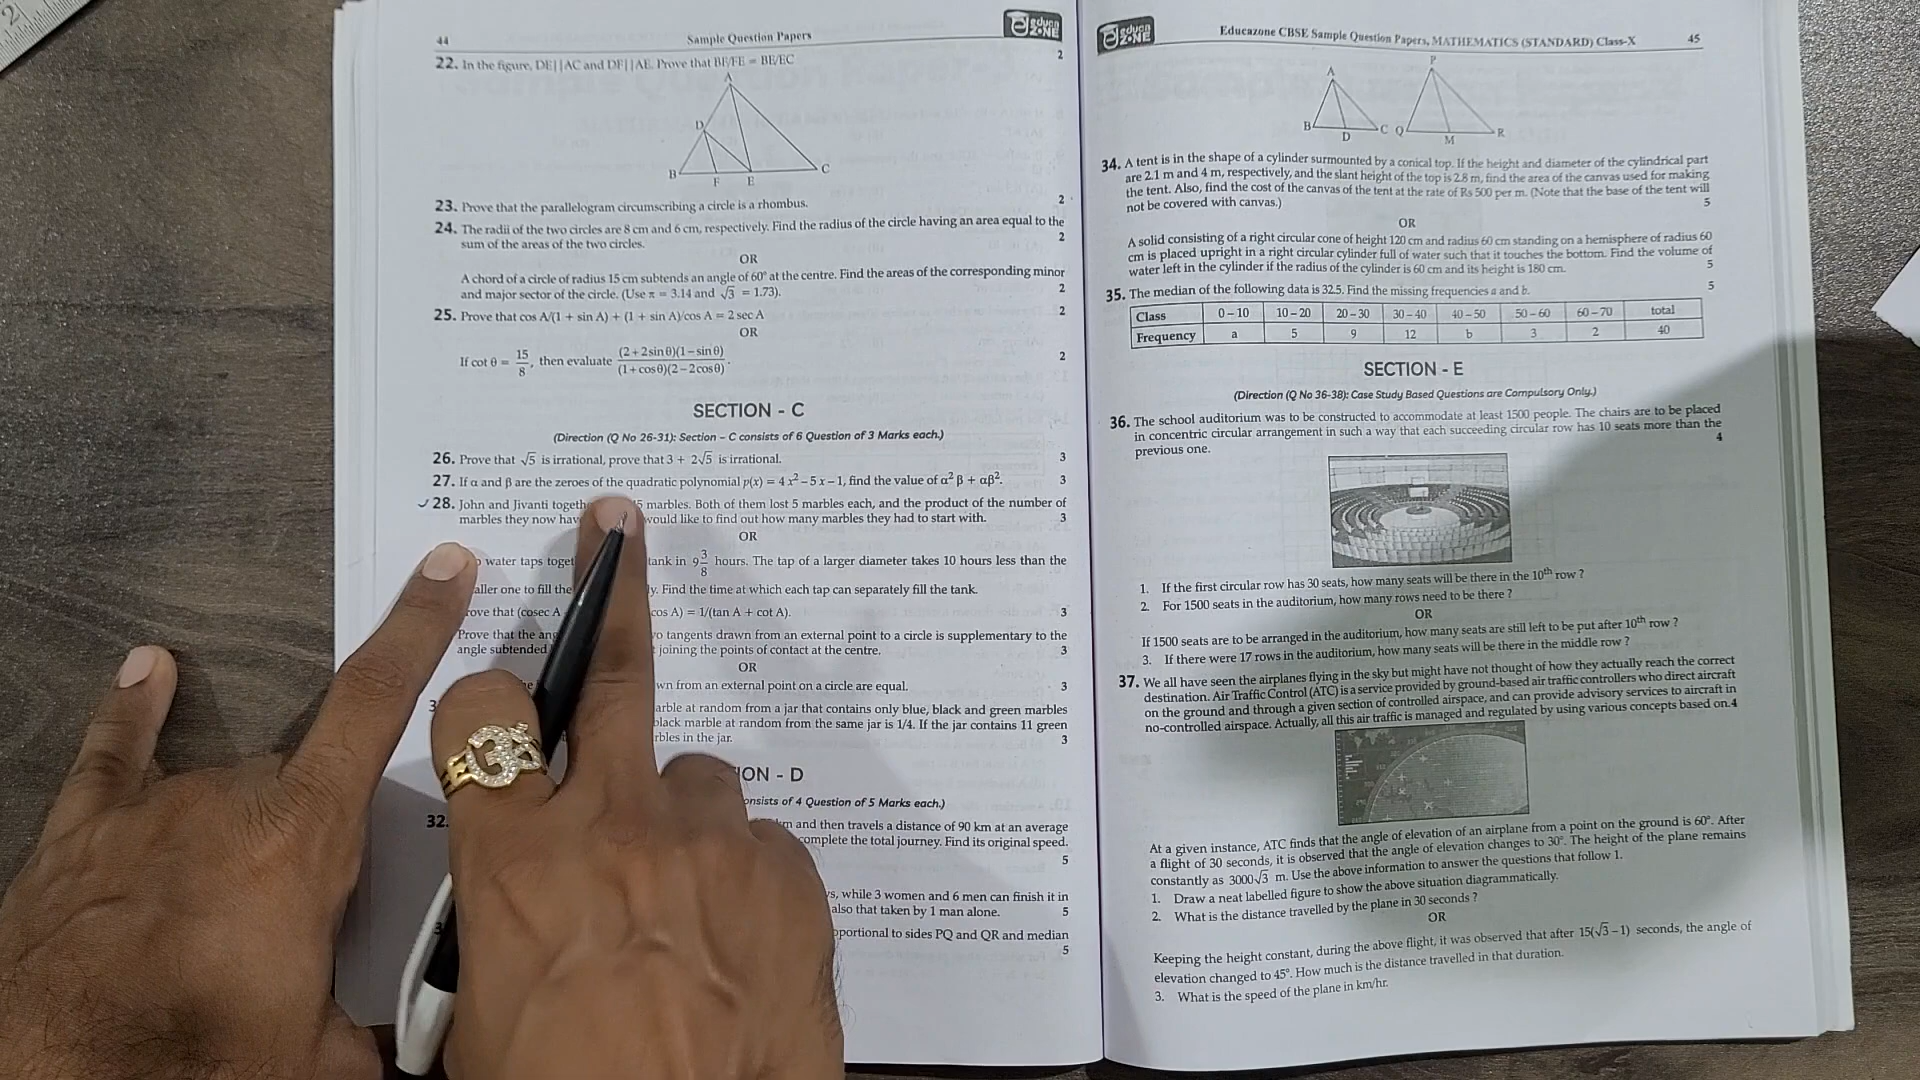 44
Sample Question Papers
22. In the figure, DE||AC and DF||AE. Prove that BF/FE = BE/EC
2
A
D
B
F
E
C
23. Prove that the parallelogram circumscribing a circle is a rhombus.
2
24. The radii of the two circles are 8 cm and 6 cm, respectively. Find the radius of the circle having an area equal to the
sum of the areas of the two circles.
2
OR
A chord of a circle of radius 15 cm subtends an angle of 60° at the centre. Find the areas of the corresponding minor
and major sector of the circle. (Use π = 3.14 and √3 = 1.73).
2
25. Prove that cos A/(1 + sin A) + (1 + sin A)/cos A = 2 sec A
2
OR
If cot θ = 15/8, then evaluate (2+2sinθ)(1−sinθ)/(1+cosθ)(2−2cosθ).
2
SECTION - C
(Direction (Q No 26-31): Section - C consists of 6 Question of 3 Marks each.)
26. Prove that √5 is irrational, prove that 3 + 2√5 is irrational.
3
27. If α and β are the zeroes of the quadratic polynomial p(x) = 4x² − 5x − 1, find the value of α²β + αβ².
3
28. John and Jivanti togeth 5 marbles. Both of them lost 5 marbles each, and the product of the number of
marbles they now hav would like to find out how many marbles they had to start with.
3
OR
water taps toget tank in 9 3/8 hours. The tap of a larger diameter takes 10 hours less than the
aller one to fill the ly. Find the time at which each tap can separately fill the tank.
rove that (cosec A cos A) = 1/(tan A + cot A).
3
Prove that the ang o tangents drawn from an external point to a circle is supplementary to the
angle subtended joining the points of contact at the centre.
3
OR
wn from an external point on a circle are equal.
3
arble at random from a jar that contains only blue, black and green marbles
black marble at random from the same jar is 1/4. If the jar contains 11 green
rbles in the jar.
3
ION - D
onsists of 4 Question of 5 Marks each.)
32. km and then travels a distance of 90 km at an average
complete the total journey. Find its original speed.
5
ys, while 3 women and 6 men can finish it in
also that taken by 1 man alone.
5
portional to sides PQ and QR and median
5
educa ZONE
Educazone CBSE Sample Question Papers, MATHEMATICS (STANDARD) Class-X
45
A
B
D
C
P
Q
M
R
34. A tent is in the shape of a cylinder surmounted by a conical top. If the height and diameter of the cylindrical part
are 2.1 m and 4 m, respectively, and the slant height of the top is 2.8 m, find the area of the canvas used for making
the tent. Also, find the cost of the canvas of the tent at the rate of Rs 500 per m. (Note that the base of the tent will
not be covered with canvas.)
5
OR
A solid consisting of a right circular cone of height 120 cm and radius 60 cm standing on a hemisphere of radius 60
cm is placed upright in a right circular cylinder full of water such that it touches the bottom. Find the volume of
water left in the cylinder if the radius of the cylinder is 60 cm and its height is 180 cm.
5
35. The median of the following data is 32.5. Find the missing frequencies a and b.
5
Class 0 – 10 10 – 20 20 – 30 30 – 40 40 – 50 50 – 60 60 – 70 total
Frequency a 5 9 12 b 3 2 40
SECTION - E
(Direction (Q No 36-38): Case Study Based Questions are Compulsory Only.)
36. The school auditorium was to be constructed to accommodate at least 1500 people. The chairs are to be placed
in concentric circular arrangement in such a way that each succeeding circular row has 10 seats more than the
previous one.
4
1. If the first circular row has 30 seats, how many seats will be there in the 10th row ?
2. For 1500 seats in the auditorium, how many rows need to be there ?
OR
If 1500 seats are to be arranged in the auditorium, how many seats are still left to be put after 10th row ?
3. If there were 17 rows in the auditorium, how many seats will be there in the middle row ?
37. We all have seen the airplanes flying in the sky but might have not thought of how they actually reach the correct
destination. Air Traffic Control (ATC) is a service provided by ground-based air traffic controllers who direct aircraft
on the ground and through a given section of controlled airspace, and can provide advisory services to aircraft in
no-controlled airspace. Actually, all this air traffic is managed and regulated by using various concepts based on.4
At a given instance, ATC finds that the angle of elevation of an airplane from a point on the ground is 60°. After
a flight of 30 seconds, it is observed that the angle of elevation changes to 30°. The height of the plane remains
constantly as 3000√3 m. Use the above information to answer the questions that follow 1.
1. Draw a neat labelled figure to show the above situation diagrammatically.
2. What is the distance travelled by the plane in 30 seconds ?
OR
Keeping the height constant, during the above flight, it was observed that after 15(√3 − 1) seconds, the angle of
elevation changed to 45°. How much is the distance travelled in that duration.
3. What is the speed of the plane in km/hr.